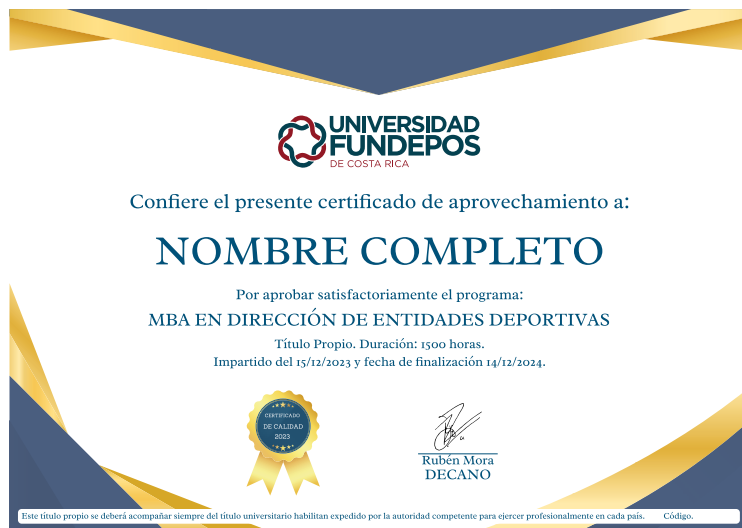 UNIVERSIDAD
FUNDEPOS
DE COSTA RICA
Confiere el presente certificado de aprovechamiento a:
NOMBRE COMPLETO
Por aprobar satisfactoriamente el programa:
MBA EN DIRECCIÓN DE ENTIDADES DEPORTIVAS
Título Propio. Duración: 1500 horas.
Impartido del 15/12/2023 y fecha de finalización 14/12/2024.
CERTIFICADO
DE CALIDAD
2023
Rubén Mora
DECANO
Este título propio se deberá acompañar siempre del título universitario habilitan expedido por la autoridad competente para ejercer profesionalmente en cada país. Código.